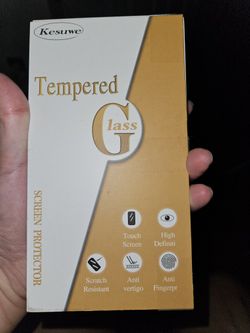 Kesuwe
Tempered
Glass
SCREEN PROTECTOR
Touch
Screen
High
Definiti
Scratch
Resistant
Anti
vertigo
Anti
Fingerpr